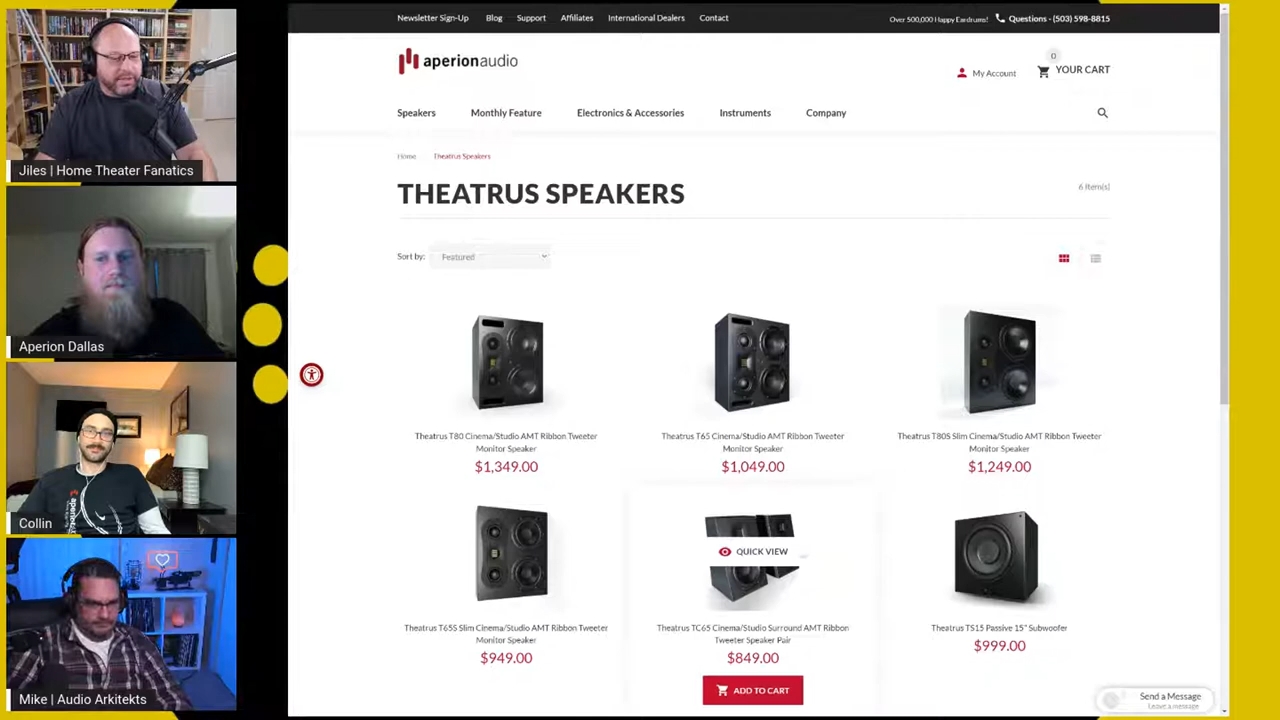 Jiles | Home Theater Fanatics
Aperion Dallas
Collin
Mike | Audio Arkitekts
Newsletter Sign-Up Blog Support Affiliates International Dealers Contact
Over 500,000 Happy Eardrums! Questions - (503) 598-8815
aperionaudio
My Account
0
YOUR CART
Speakers Monthly Feature Electronics & Accessories Instruments Company
Home Theatrus Speakers
THEATRUS SPEAKERS
6 Item(s)
Sort by: Featured
Theatrus T80 Cinema/Studio AMT Ribbon Tweeter
Monitor Speaker
$1,349.00
Theatrus T65 Cinema/Studio AMT Ribbon Tweeter
Monitor Speaker
$1,049.00
Theatrus T80S Slim Cinema/Studio AMT Ribbon Tweeter
Monitor Speaker
$1,249.00
Theatrus T65S Slim Cinema/Studio AMT Ribbon Tweeter
Monitor Speaker
$949.00
QUICK VIEW
Theatrus TC65 Cinema/Studio Surround AMT Ribbon
Tweeter Speaker Pair
$849.00
ADD TO CART
Theatrus TS15 Passive 15" Subwoofer
$999.00
Send a Message
Leave a message